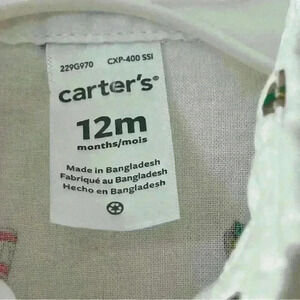 229G970 CXP-400 SSI
carter's®
12m
months/mois
Made in Bangladesh
Fabriqué au Bangladesh
Hecho en Bangladesh